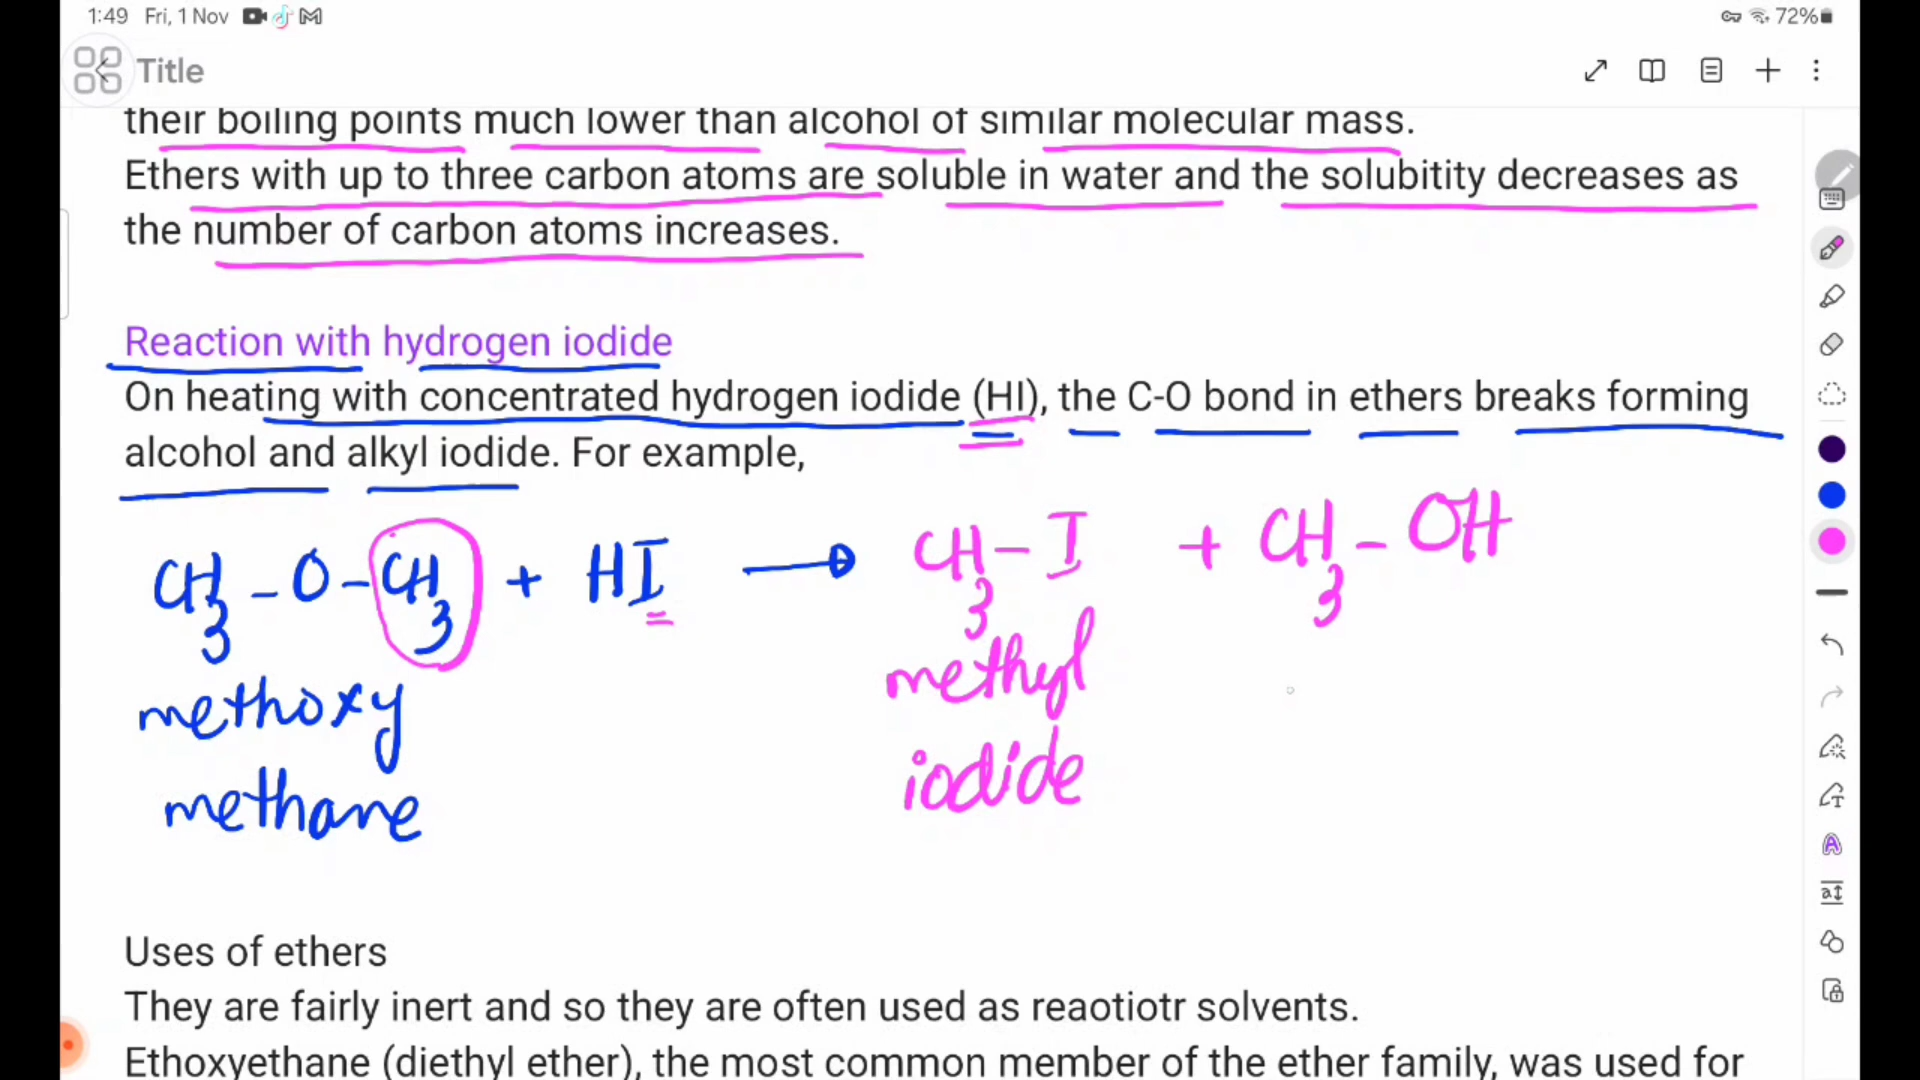 1:49 Fri, 1 Nov 72%
Title
their boiling points much lower than alcohol of similar molecular mass.
Ethers with up to three carbon atoms are soluble in water and the solubitity decreases as
the number of carbon atoms increases.
Reaction with hydrogen iodide
On heating with concentrated hydrogen iodide (HI), the C-O bond in ethers breaks forming
alcohol and alkyl iodide. For example,
CH3 - O - CH3 + HI → CH3 - I + CH3 - OH
methoxy methyl
methane iodide
Uses of ethers
They are fairly inert and so they are often used as reaotiotr solvents.
Ethoxyethane (diethyl ether), the most common member of the ether family, was used for